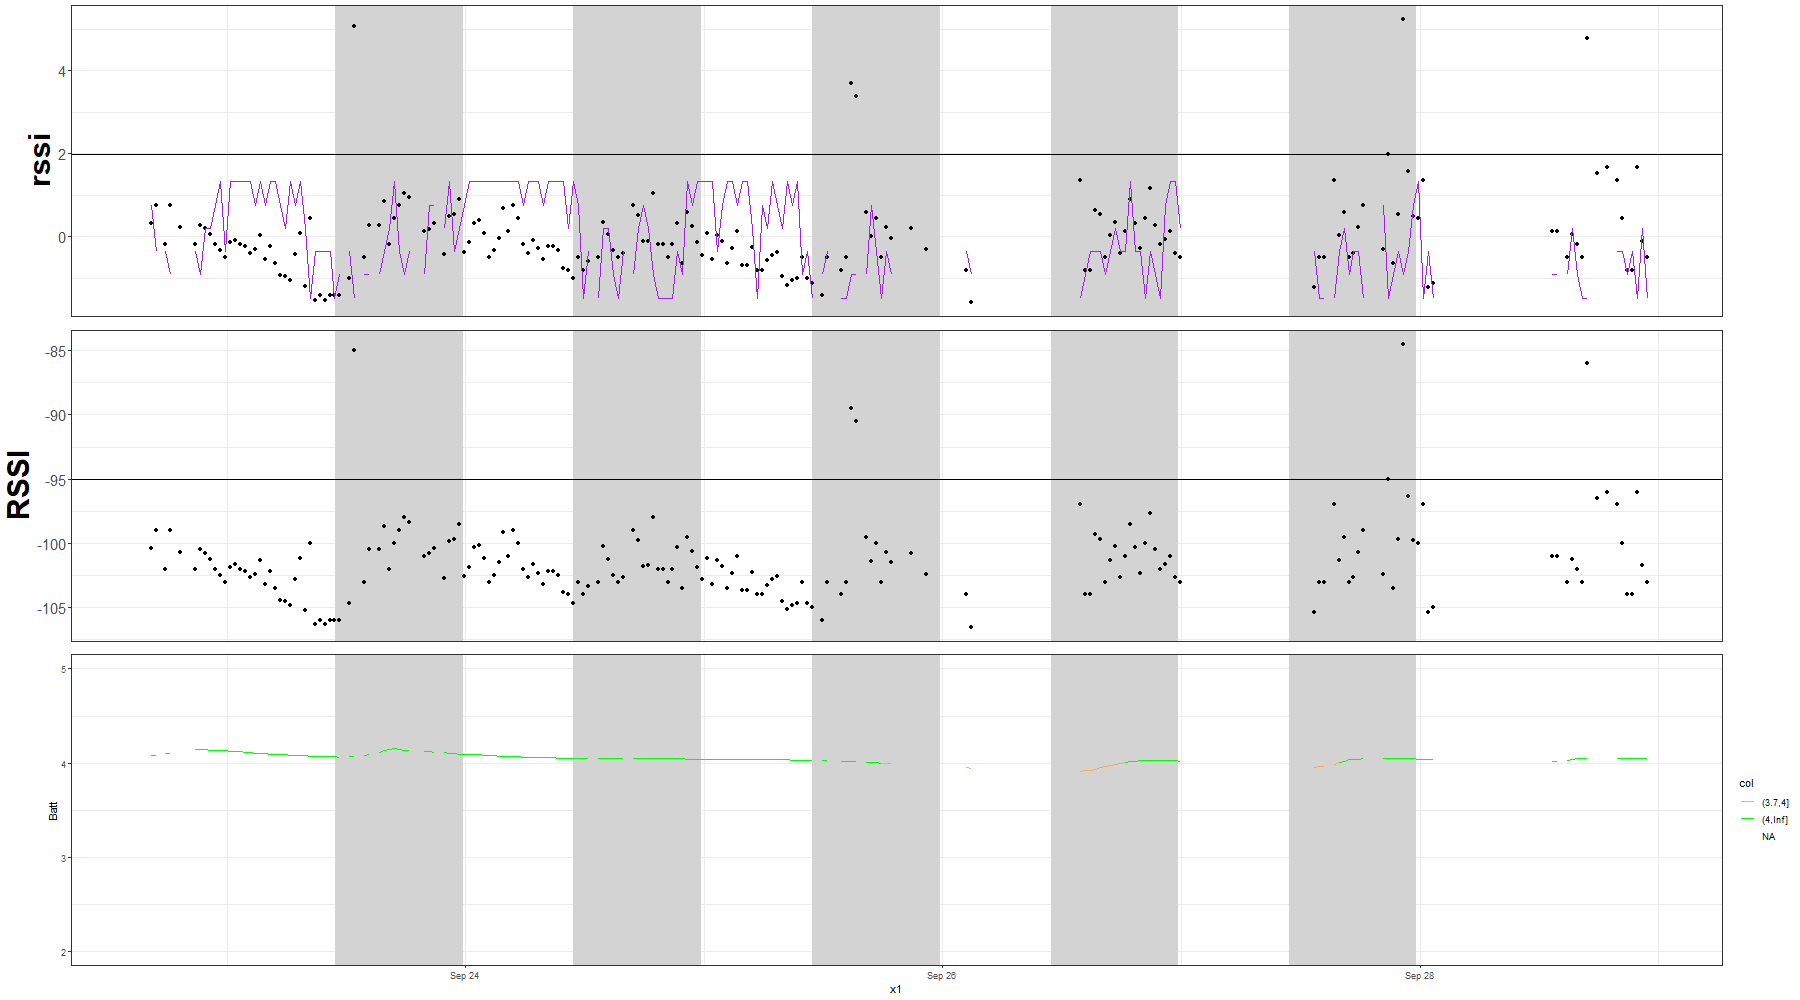 rssi
4
2
0
RSSI
-85
-90
-95
-100
-105
Batt
5
4
3
2
Sep 24
Sep 26
Sep 28
x1
col
(3.7,4]
(4,Inf]
NA